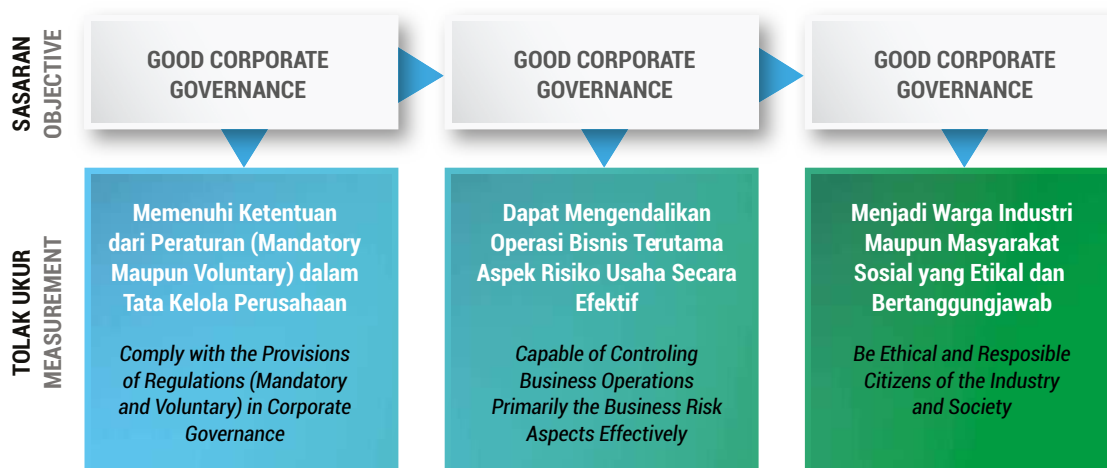 SASARAN
OBJECTIVE
GOOD CORPORATE
GOVERNANCE
GOOD CORPORATE
GOVERNANCE
GOOD CORPORATE
GOVERNANCE
TOLAK UKUR
MEASUREMENT
Memenuhi Ketentuan
dari Peraturan (Mandatory
Maupun Voluntary) dalam
Tata Kelola Perusahaan
Comply with the Provisions
of Regulations (Mandatory
and Voluntary) in Corporate
Governance
Dapat Mengendalikan
Operasi Bisnis Terutama
Aspek Risiko Usaha Secara
Efektif
Capable of Controling
Business Operations
Primarily the Business Risk
Aspects Effectively
Menjadi Warga Industri
Maupun Masyarakat
Sosial yang Etikal dan
Bertanggungjawab
Be Ethical and Resposible
Citizens of the Industry
and Society